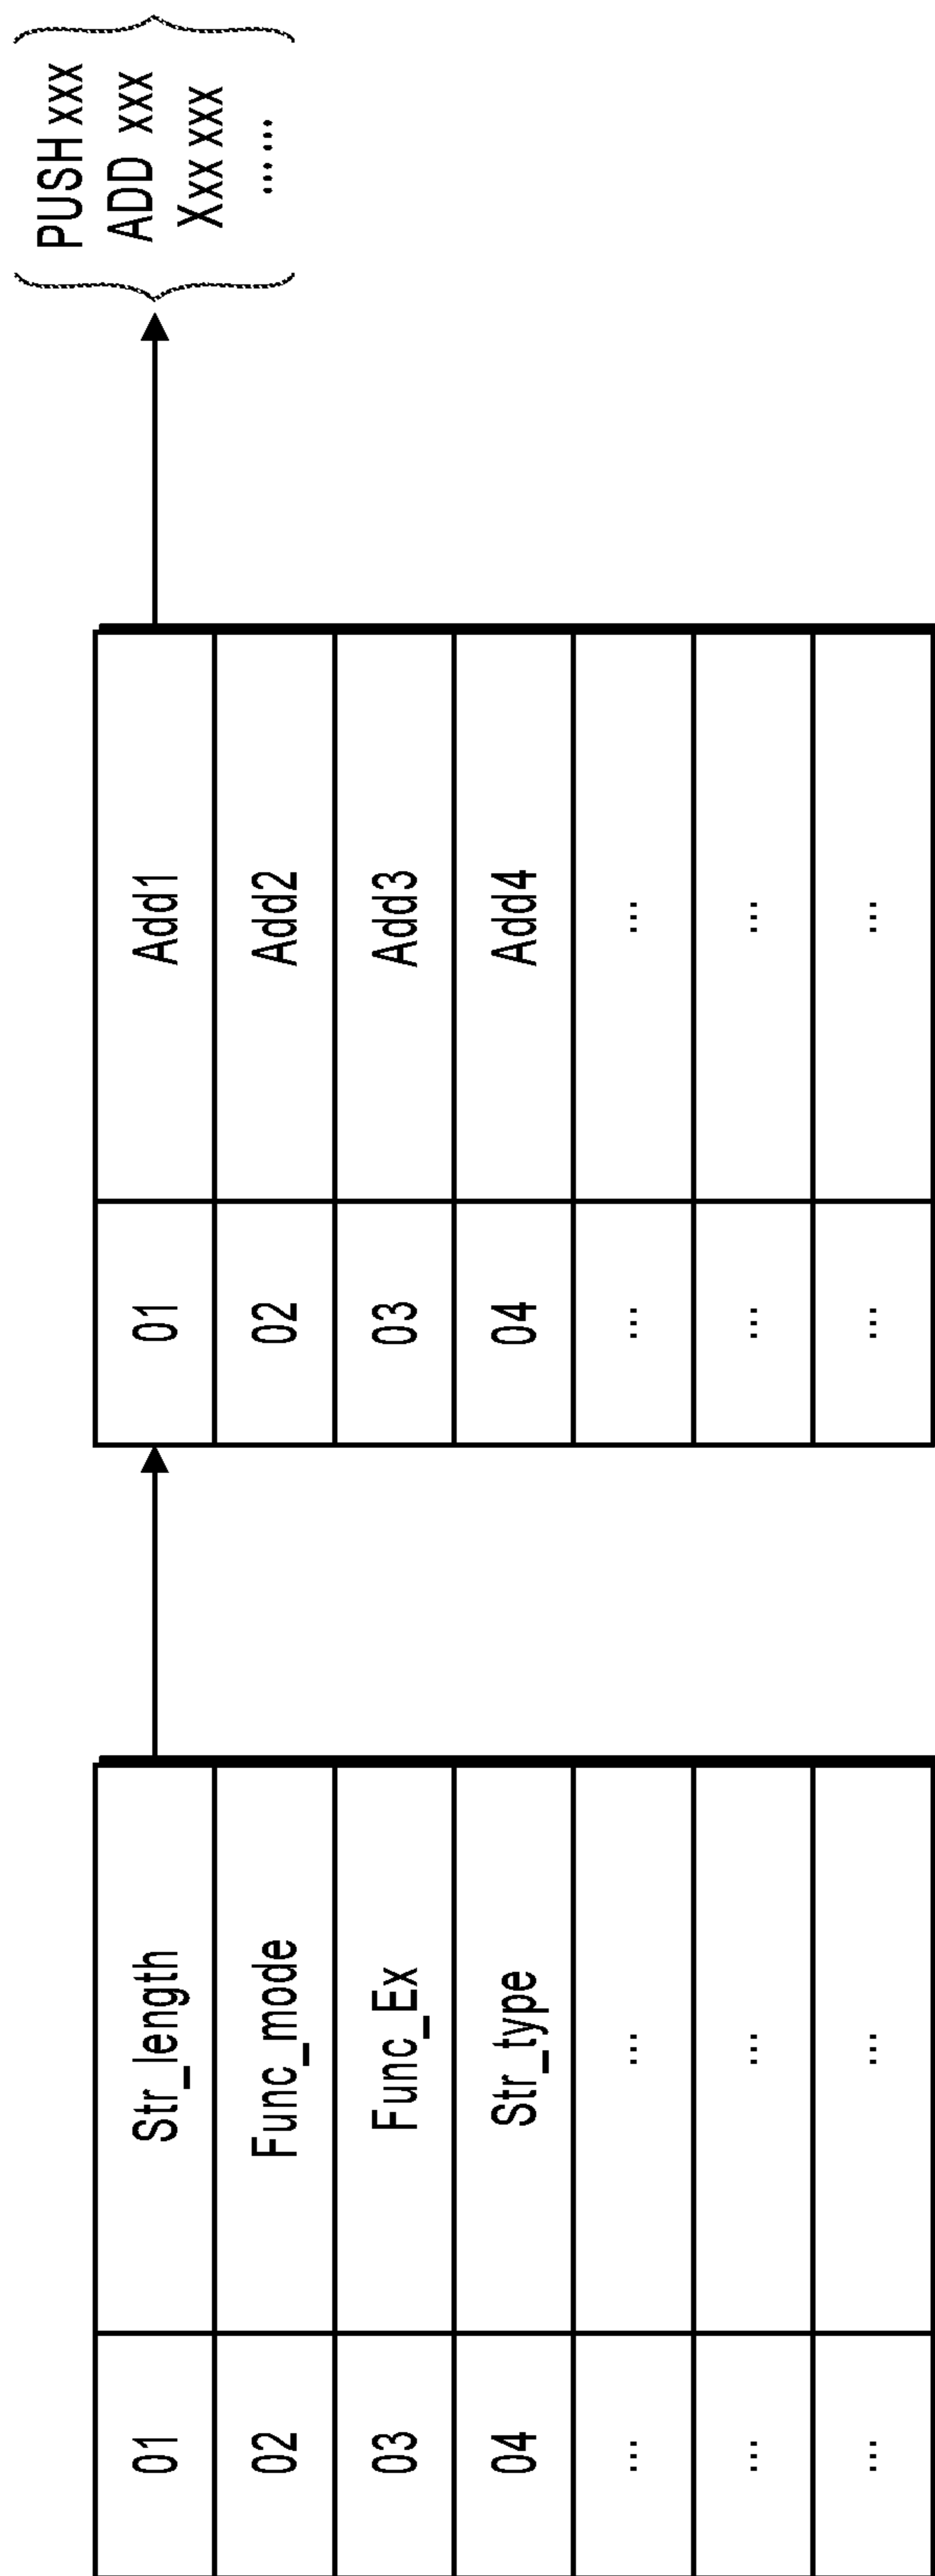 01 Str_length 01 Add1 PUSH xxx
02 Func_mode 02 Add2 ADD xxx
03 Func_Ex 03 Add3 Xxx xxx
04 Str_type 04 Add4 ... ...
... ... ... ...
... ... ... ...
... ... ... ...